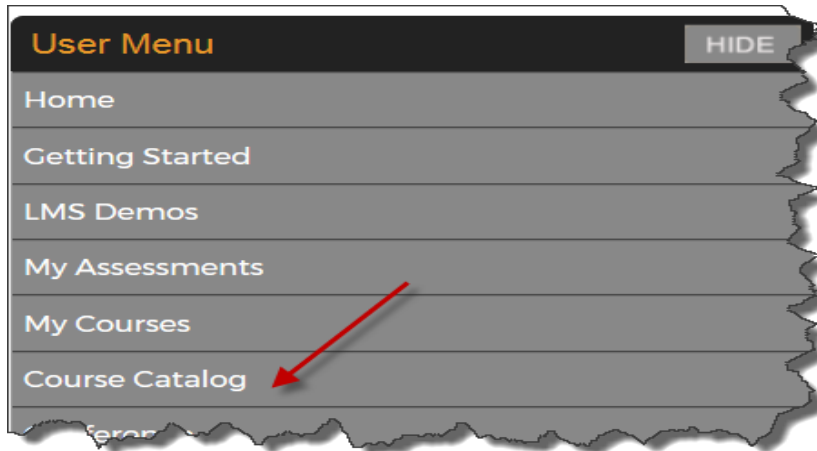 User Menu HIDE
Home
Getting Started
LMS Demos
My Assessments
My Courses
Course Catalog